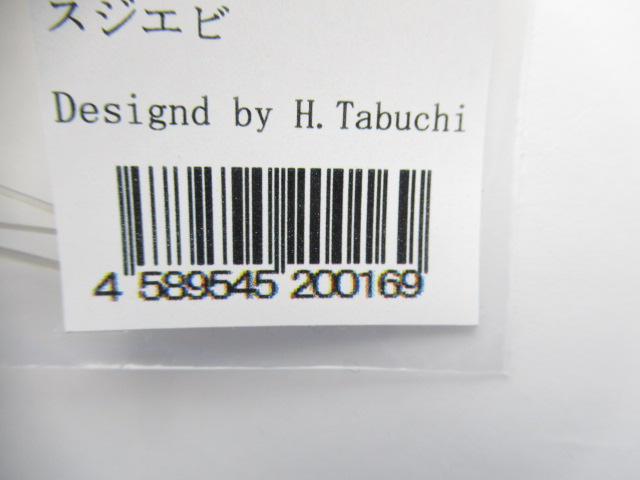 スジエビ
Designd by H.Tabuchi
4 589545 200169